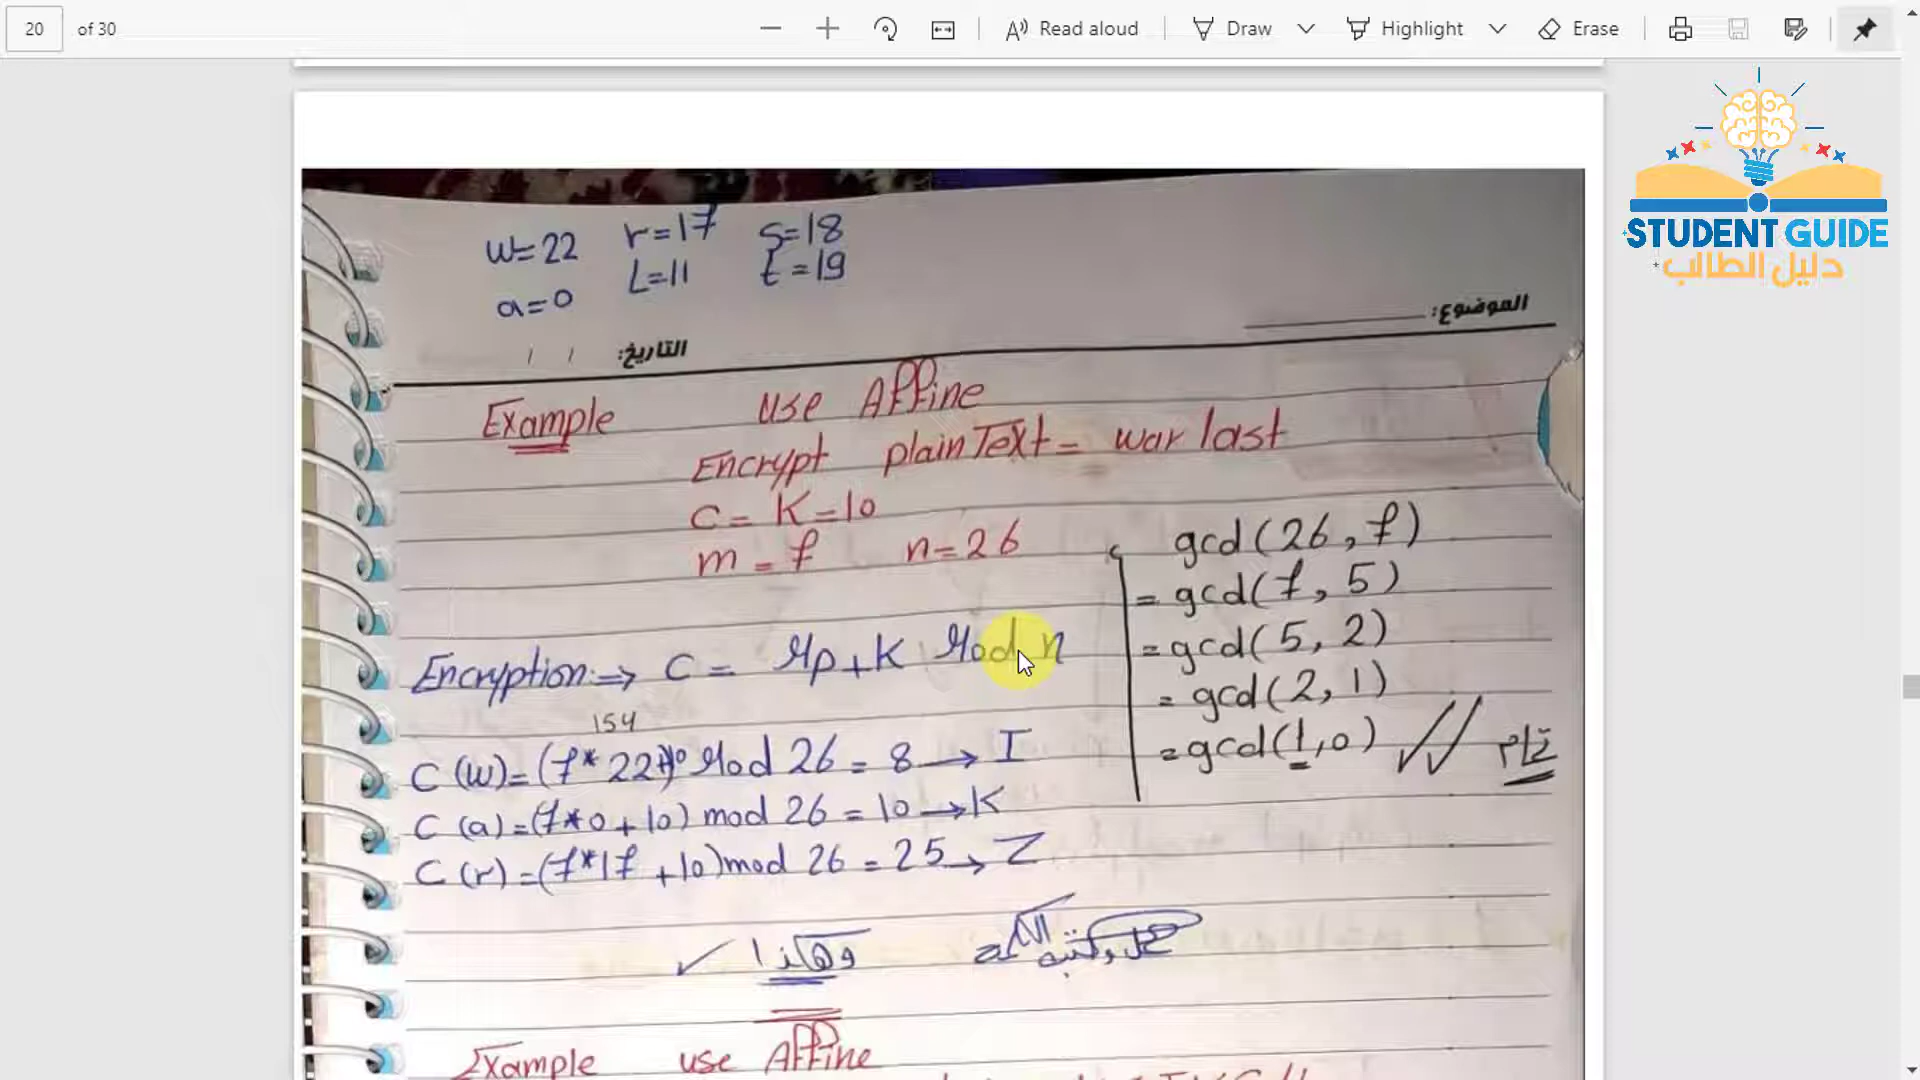 20 of 30 Read aloud Draw Highlight Erase
STUDENT GUIDE
دليل الطالب
w=22 r=17 s=18
L=11 t=19
a=0
الموضوع:
التاريخ: / /
Example use Affine
Encrypt plainText = war last
C = K=10
m = 7 n=26
gcd(26,7)
= gcd(7,5)
= gcd(5,2)
= gcd(2,1)
= gcd(1,0)
Encryption: ⇒ C = Mp+K Mod n
154
C (w)=(7*22+10 Mod 26 = 8 → I
C (a)=(7*0+10) mod 26 = 10 → K
C (r)=(7*17 +10)mod 26 = 25 → Z
وهكذا
Example use Affine